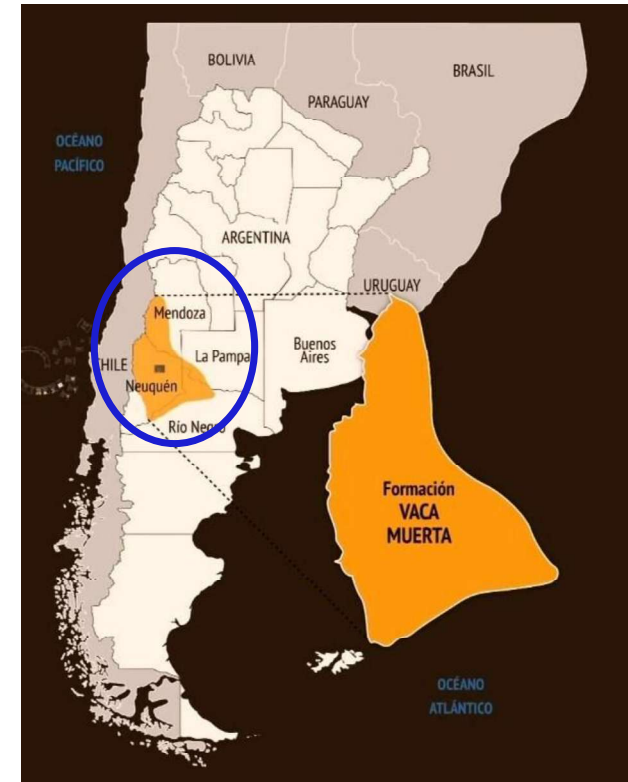 BOLIVIA
BRASIL
PARAGUAY
OCÉANO
PACÍFICO
ARGENTINA
URUGUAY
Mendoza
Buenos
Aires
La Pampa
CHILE
Neuquén
Río Negro
Formación
VACA
MUERTA
OCÉANO
ATLÁNTICO